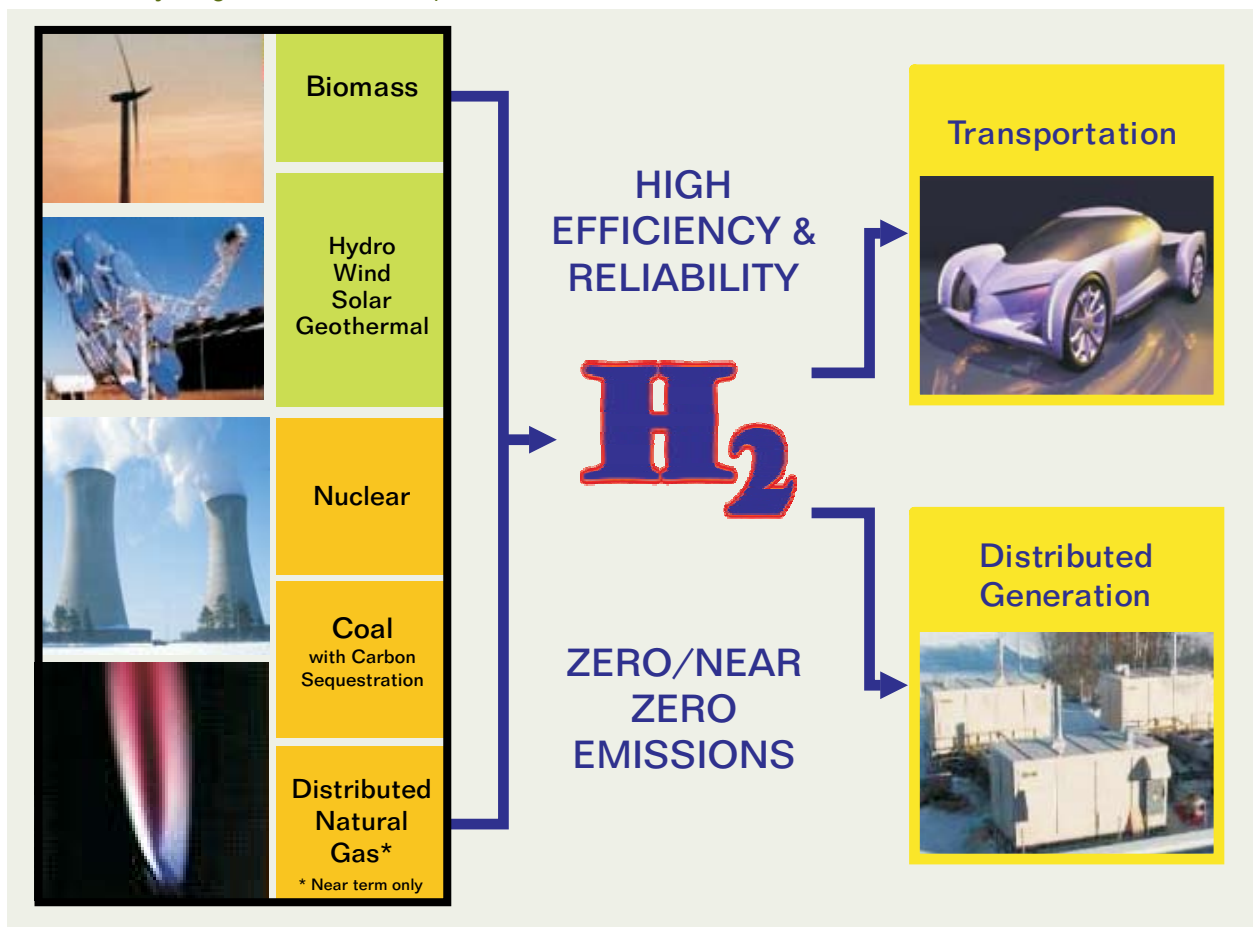 Biomass
Hydro
Wind
Solar
Geothermal
Nuclear
Coal
with Carbon
Sequestration
Distributed
Natural
Gas*
* Near term only
HIGH
EFFICIENCY &
RELIABILITY
H2
ZERO/NEAR
ZERO
EMISSIONS
Transportation
Distributed
Generation